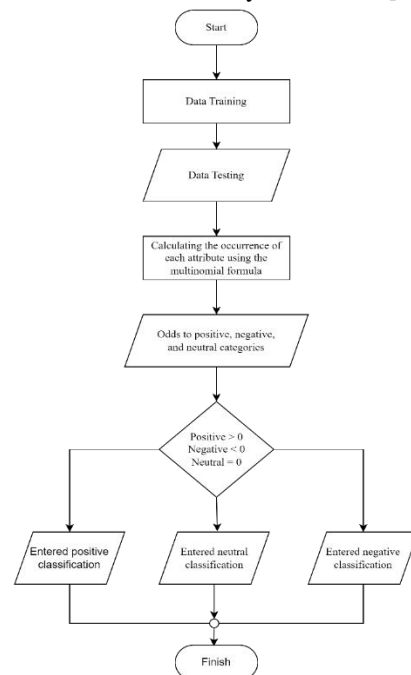 Start
Data Training
Data Testing
Calculating the occurrence of
each attribute using the
multinomial formula
Odds to positive, negative,
and neutral categories
Positive > 0
Negative < 0
Neutral = 0
Entered positive
classification
Entered neutral
classification
Entered negative
classification
Finish